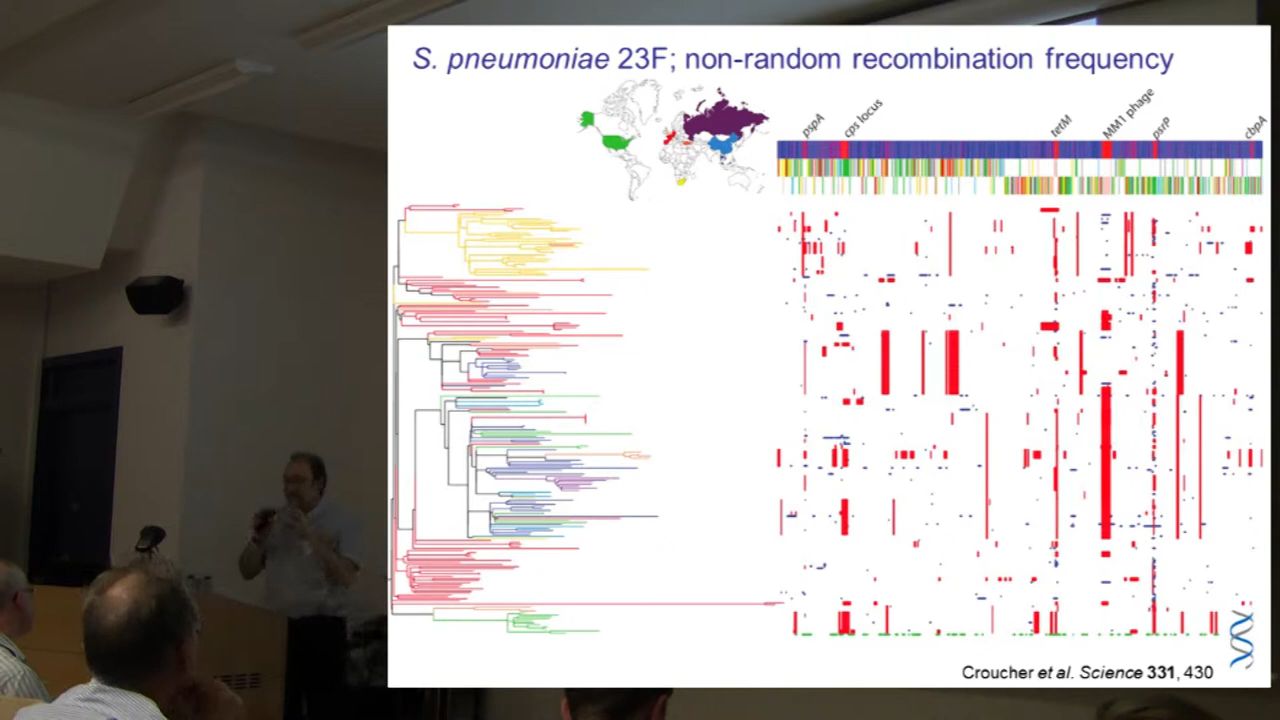 S. pneumoniae 23F; non-random recombination frequency
pspA
cps locus
tetM
MM1 phage
psrP
cbpA
Croucher et al. Science 331, 430